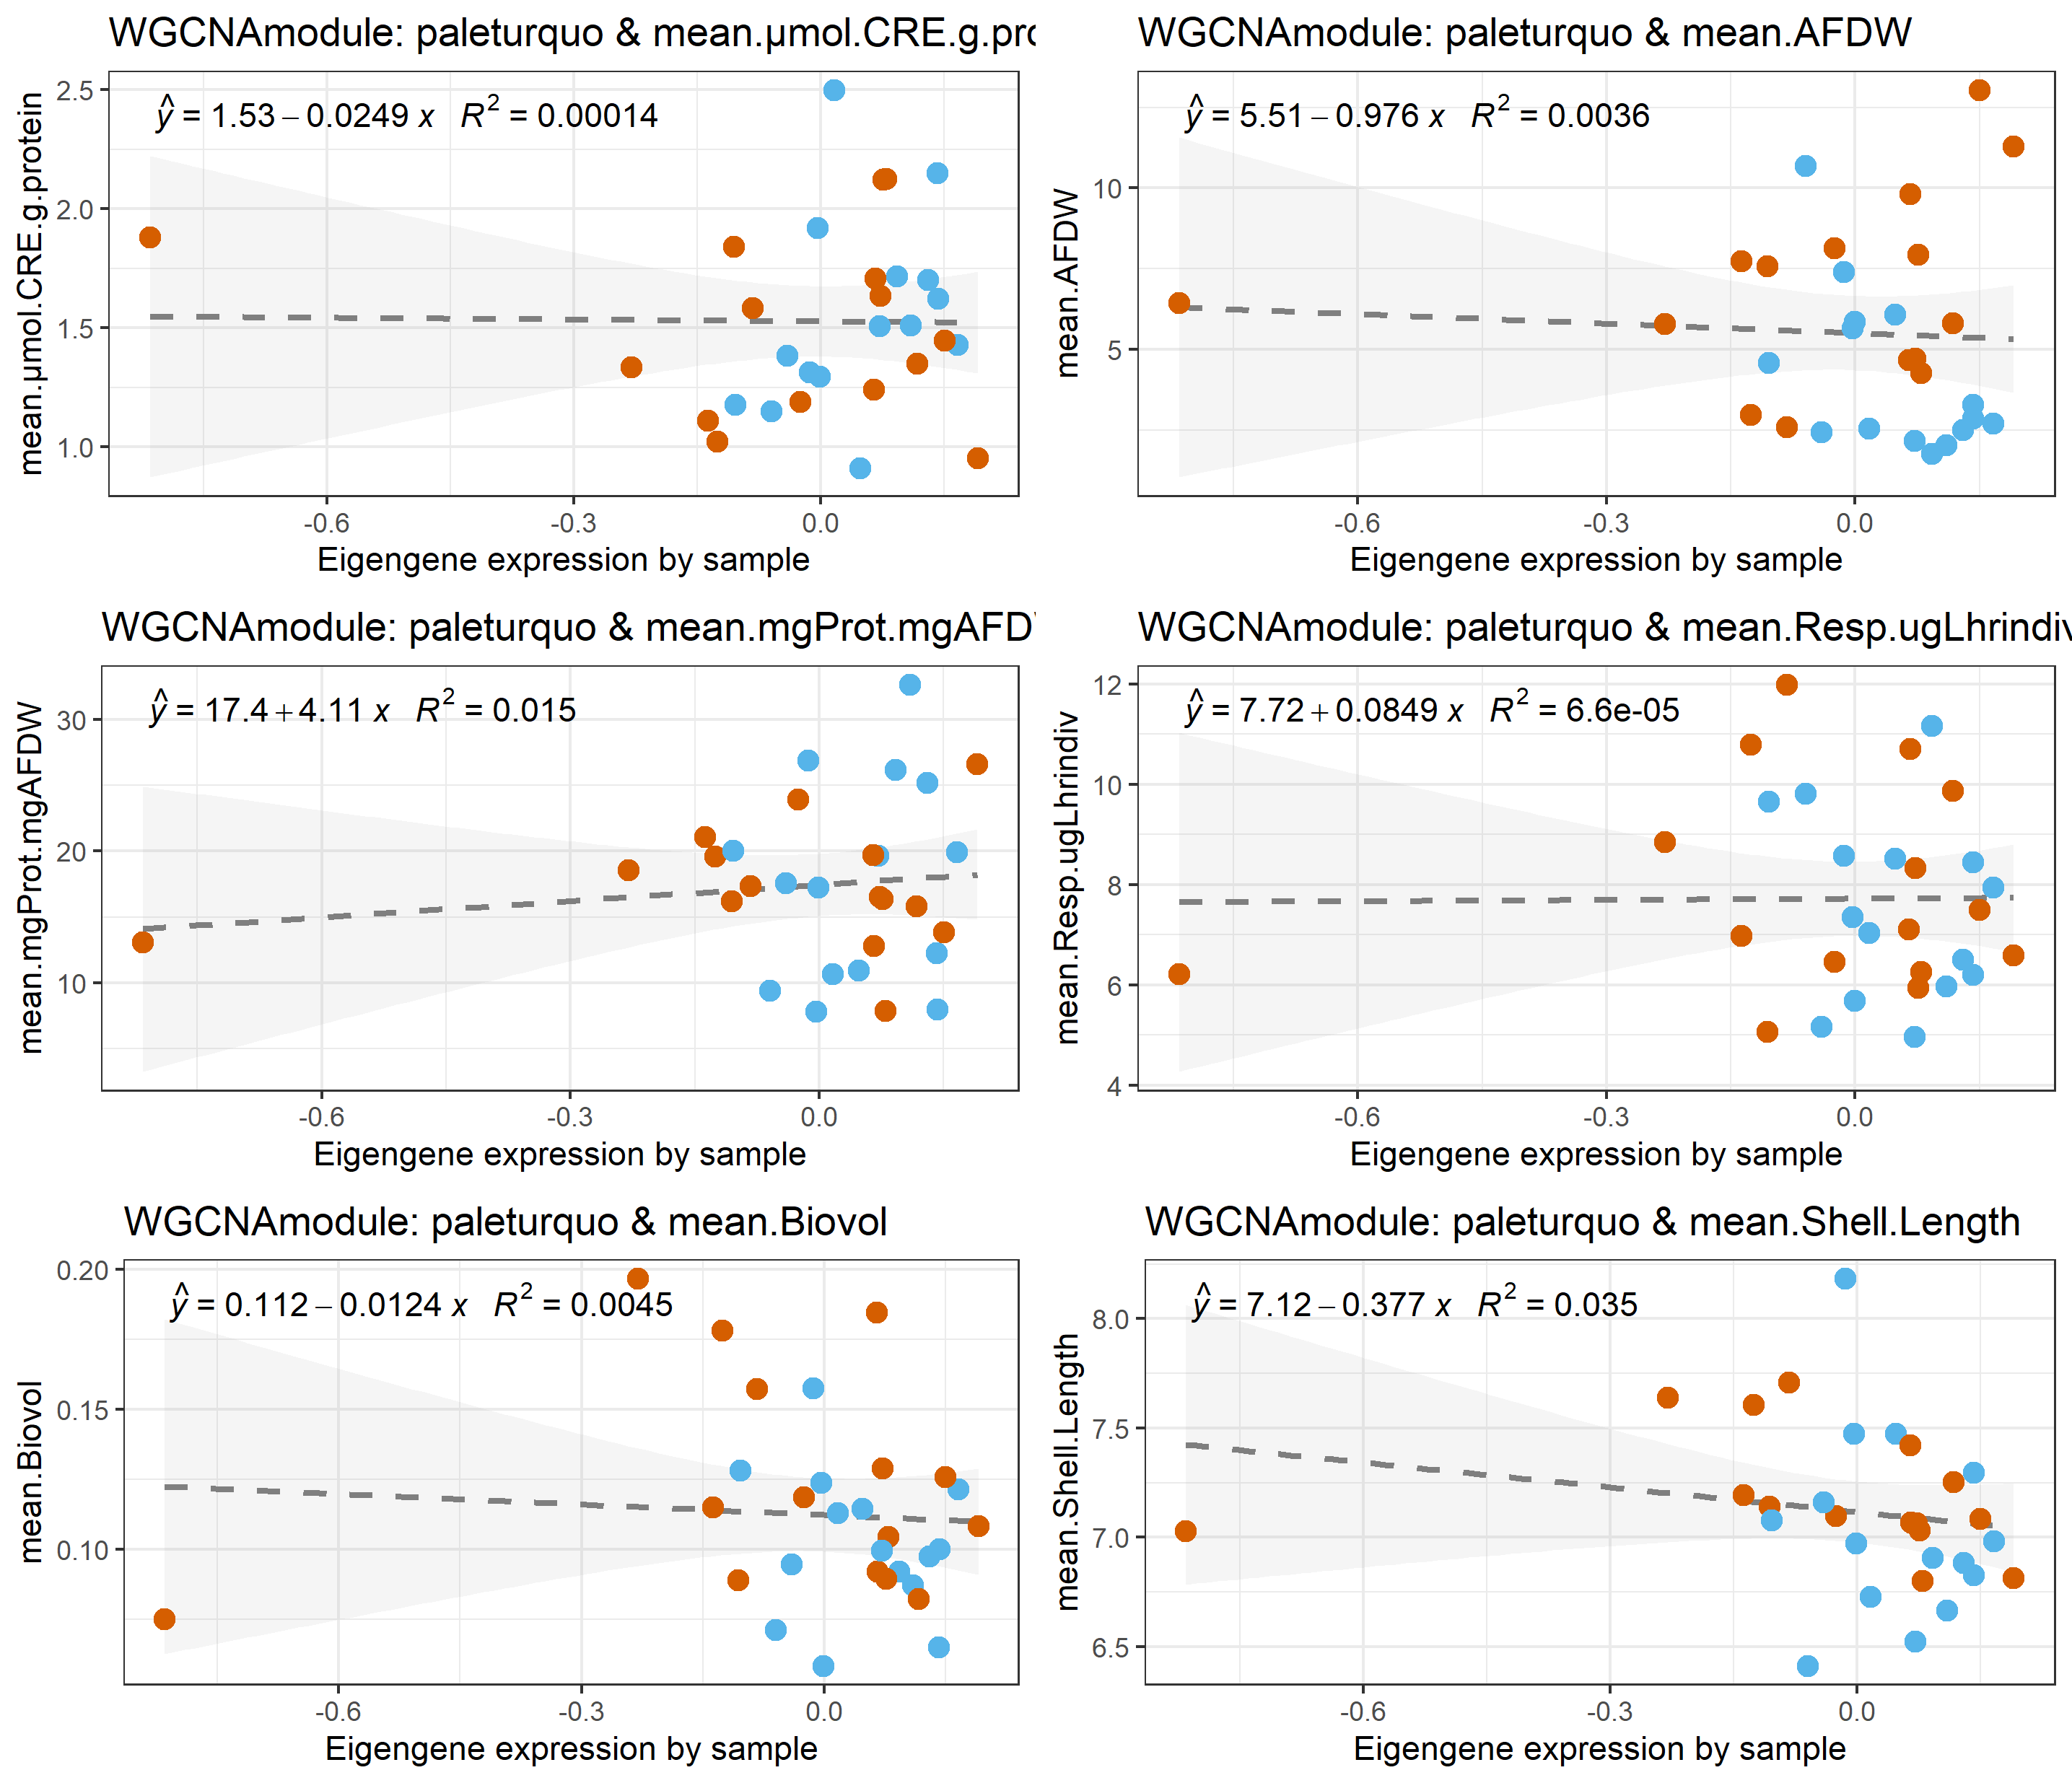 WGCNAmodule: paleturquo & mean.µmol.CRE.g.pro
ŷ = 1.53 − 0.0249 x   R² = 0.00014
mean.µmol.CRE.g.protein
2.5
2.0
1.5
1.0
-0.6
-0.3
0.0
Eigengene expression by sample
WGCNAmodule: paleturquo & mean.AFDW
ŷ = 5.51 − 0.976 x   R² = 0.0036
mean.AFDW
10
5
-0.6
-0.3
0.0
Eigengene expression by sample
WGCNAmodule: paleturquo & mean.mgProt.mgAFD
ŷ = 17.4 + 4.11 x   R² = 0.015
mean.mgProt.mgAFDW
30
20
10
-0.6
-0.3
0.0
Eigengene expression by sample
WGCNAmodule: paleturquo & mean.Resp.ugLhrindiv
ŷ = 7.72 + 0.0849 x   R² = 6.6e-05
mean.Resp.ugLhrindiv
12
10
8
6
4
-0.6
-0.3
0.0
Eigengene expression by sample
WGCNAmodule: paleturquo & mean.Biovol
ŷ = 0.112 − 0.0124 x   R² = 0.0045
mean.Biovol
0.20
0.15
0.10
-0.6
-0.3
0.0
Eigengene expression by sample
WGCNAmodule: paleturquo & mean.Shell.Length
ŷ = 7.12 − 0.377 x   R² = 0.035
mean.Shell.Length
8.0
7.5
7.0
6.5
-0.6
-0.3
0.0
Eigengene expression by sample